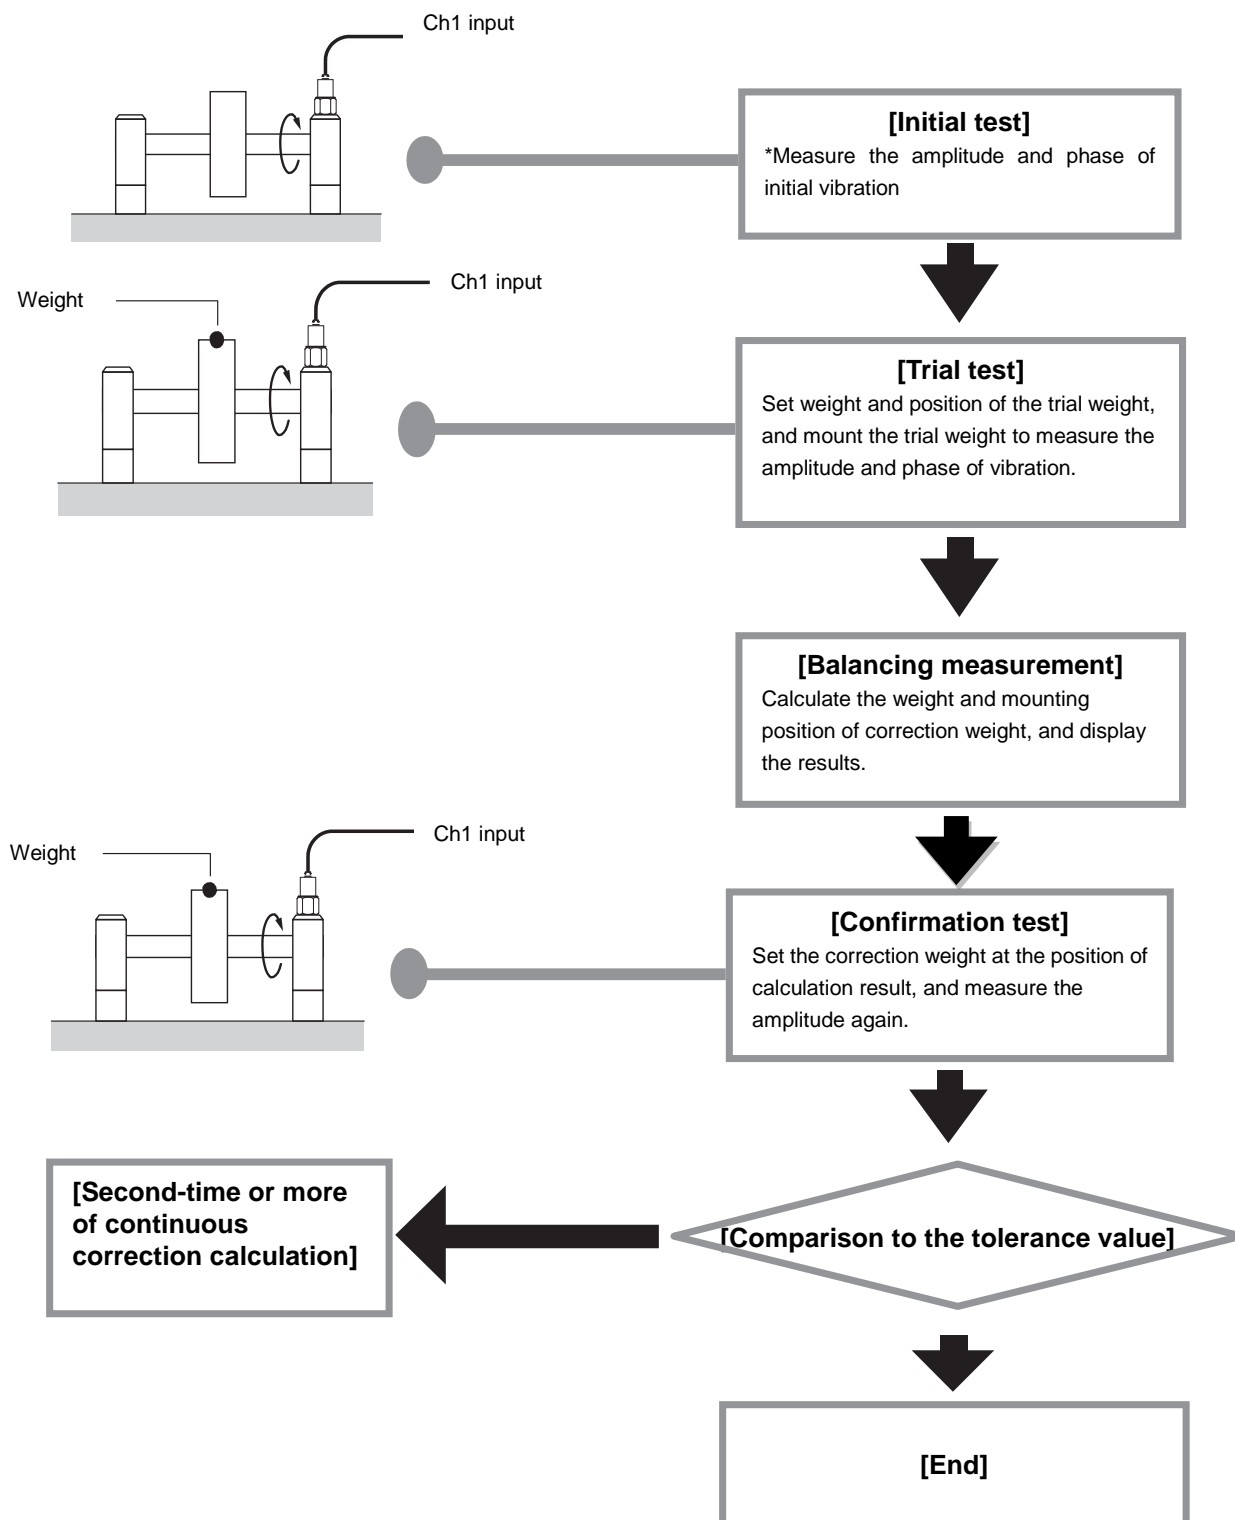 Ch1 input
[Initial test]
*Measure the amplitude and phase of
initial vibration
Weight
Ch1 input
[Trial test]
Set weight and position of the trial weight,
and mount the trial weight to measure the
amplitude and phase of vibration.
[Balancing measurement]
Calculate the weight and mounting
position of correction weight, and display
the results.
Weight
Ch1 input
[Confirmation test]
Set the correction weight at the position of
calculation result, and measure the
amplitude again.
[Second-time or more
of continuous
correction calculation]
[Comparison to the tolerance value]
[End]